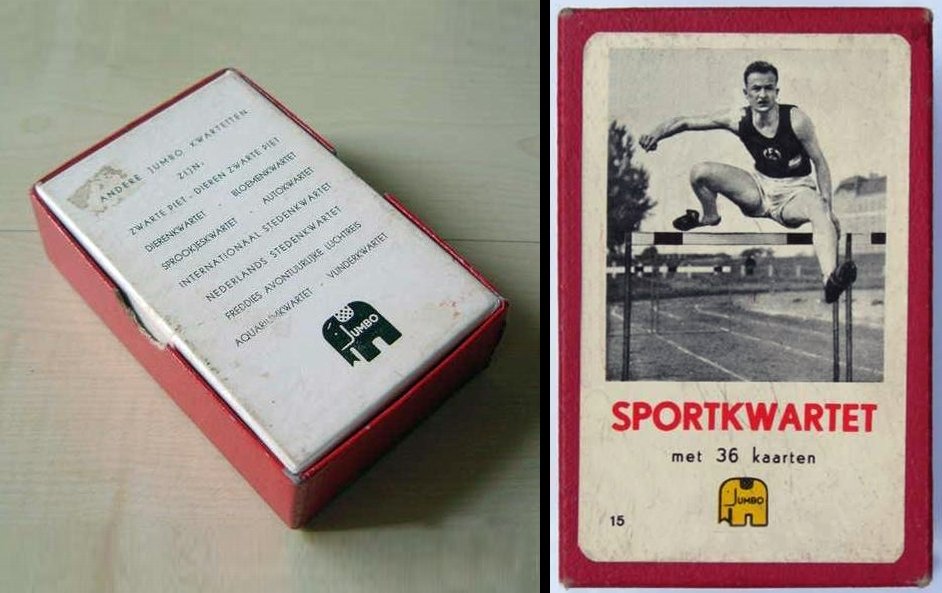 ANDERE JUMBO KWARTETTEN
ZIJN:
ZWARTE PIET - DIEREN ZWARTE PIET
DIERENKWARTET - BLOEMENKWARTET
SPROOKJESKWARTET - AUTOKWARTET
INTERNATIONAAL STEDENKWARTET
NEDERLANDS STEDENKWARTET
FREDDIES AVONTUURLIJKE LUCHTREIS
AQUARIUMKWARTET - VLINDERKWARTET
JUMBO
SPORTKWARTET
met 36 kaarten
JUMBO
15